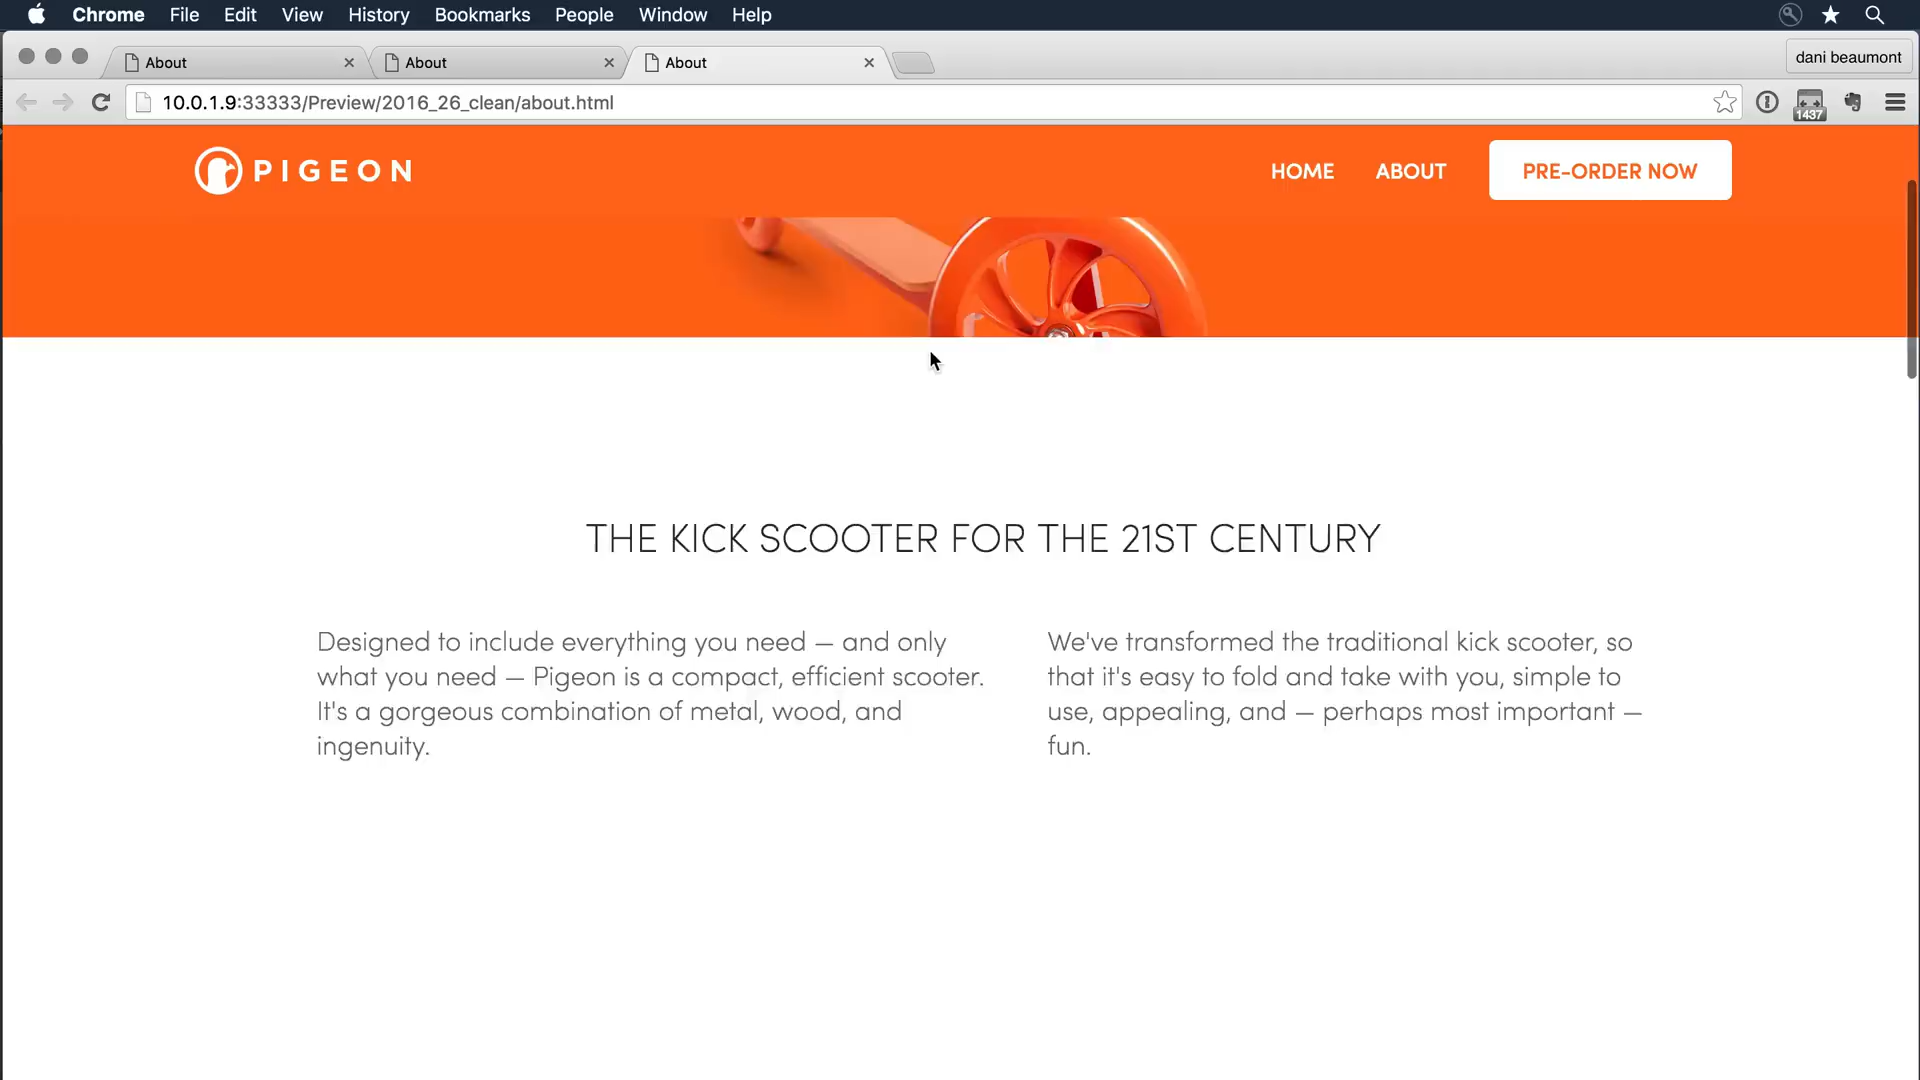 Chrome File Edit View History Bookmarks People Window Help
About About About dani beaumont
10.0.1.9:33333/Preview/2016_26_clean/about.html 1437
PIGEON HOME ABOUT PRE-ORDER NOW
THE KICK SCOOTER FOR THE 21ST CENTURY
Designed to include everything you need — and only
what you need — Pigeon is a compact, efficient scooter.
It's a gorgeous combination of metal, wood, and
ingenuity.
We've transformed the traditional kick scooter, so
that it's easy to fold and take with you, simple to
use, appealing, and — perhaps most important —
fun.